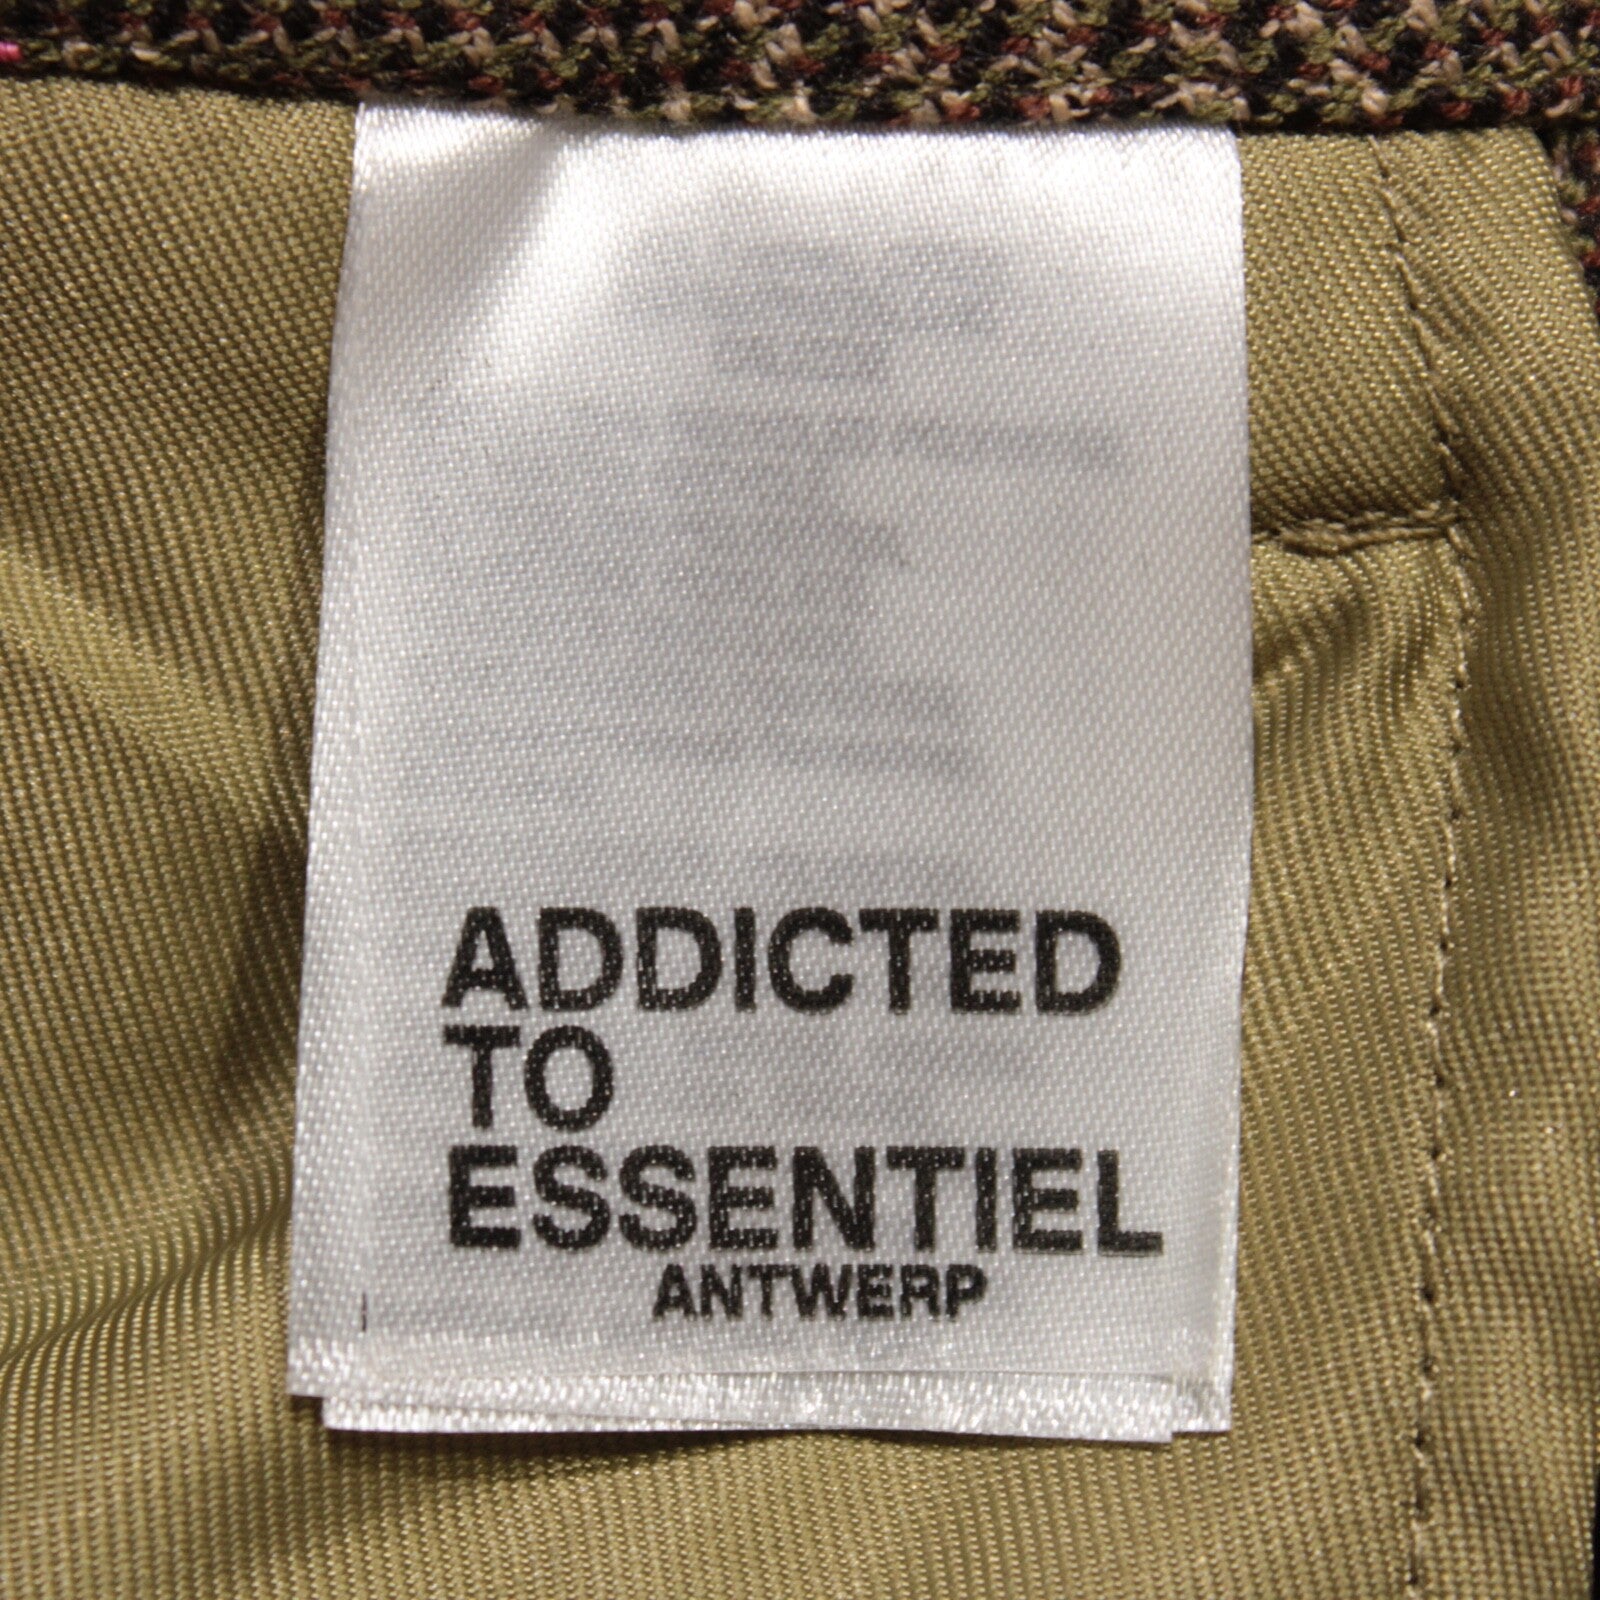 ADDICTED
TO
ESSENTIEL
ANTWERP